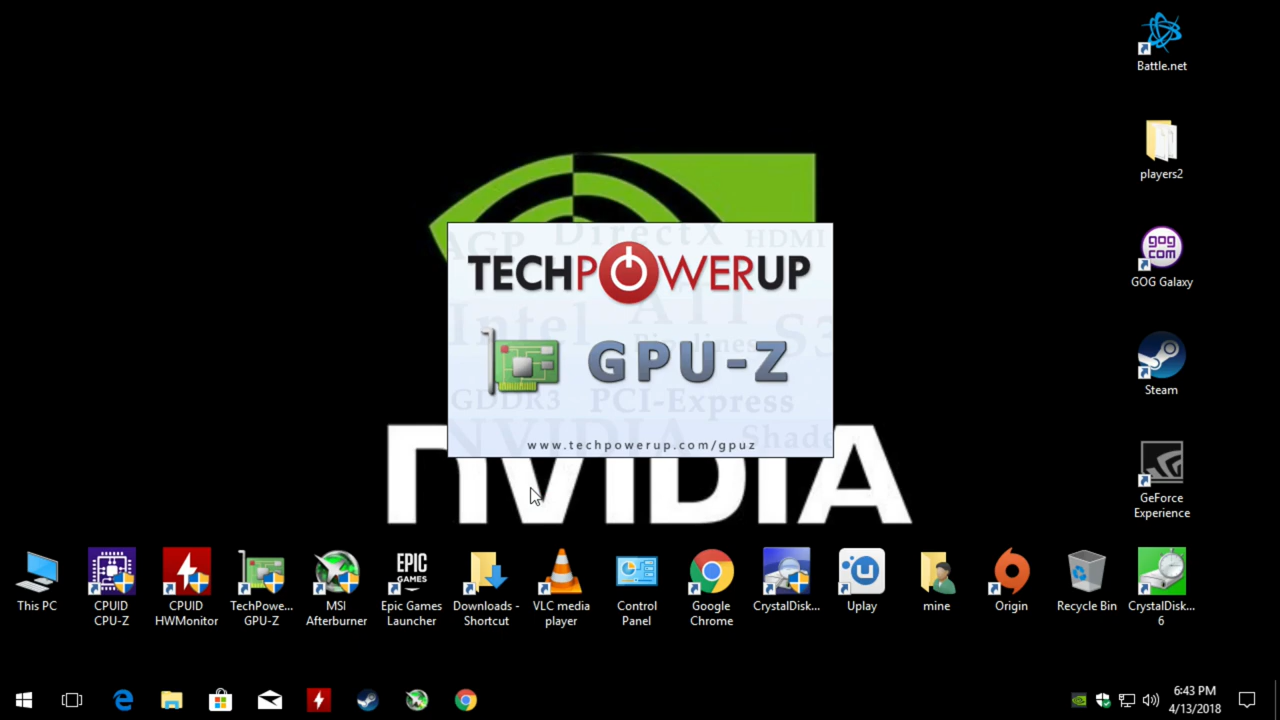 Battle.net
players2
gog
com
GOG Galaxy
Steam
GeForce
Experience
AGP DirectX HDMI
TECHPOWERUP
Intel ATI S3
Pipelines
GPU-Z
GDDR3 PCI-Express
NVIDIA Shade
www.techpowerup.com/gpuz
NVIDIA
EPIC
GAMES
This PC
CPUID
CPU-Z
CPUID
HWMonitor
TechPowe...
GPU-Z
MSI
Afterburner
Epic Games
Launcher
Downloads -
Shortcut
VLC media
player
Control
Panel
Google
Chrome
CrystalDisk...
Uplay
mine
Origin
Recycle Bin
CrystalDisk...
6
6:43 PM
4/13/2018